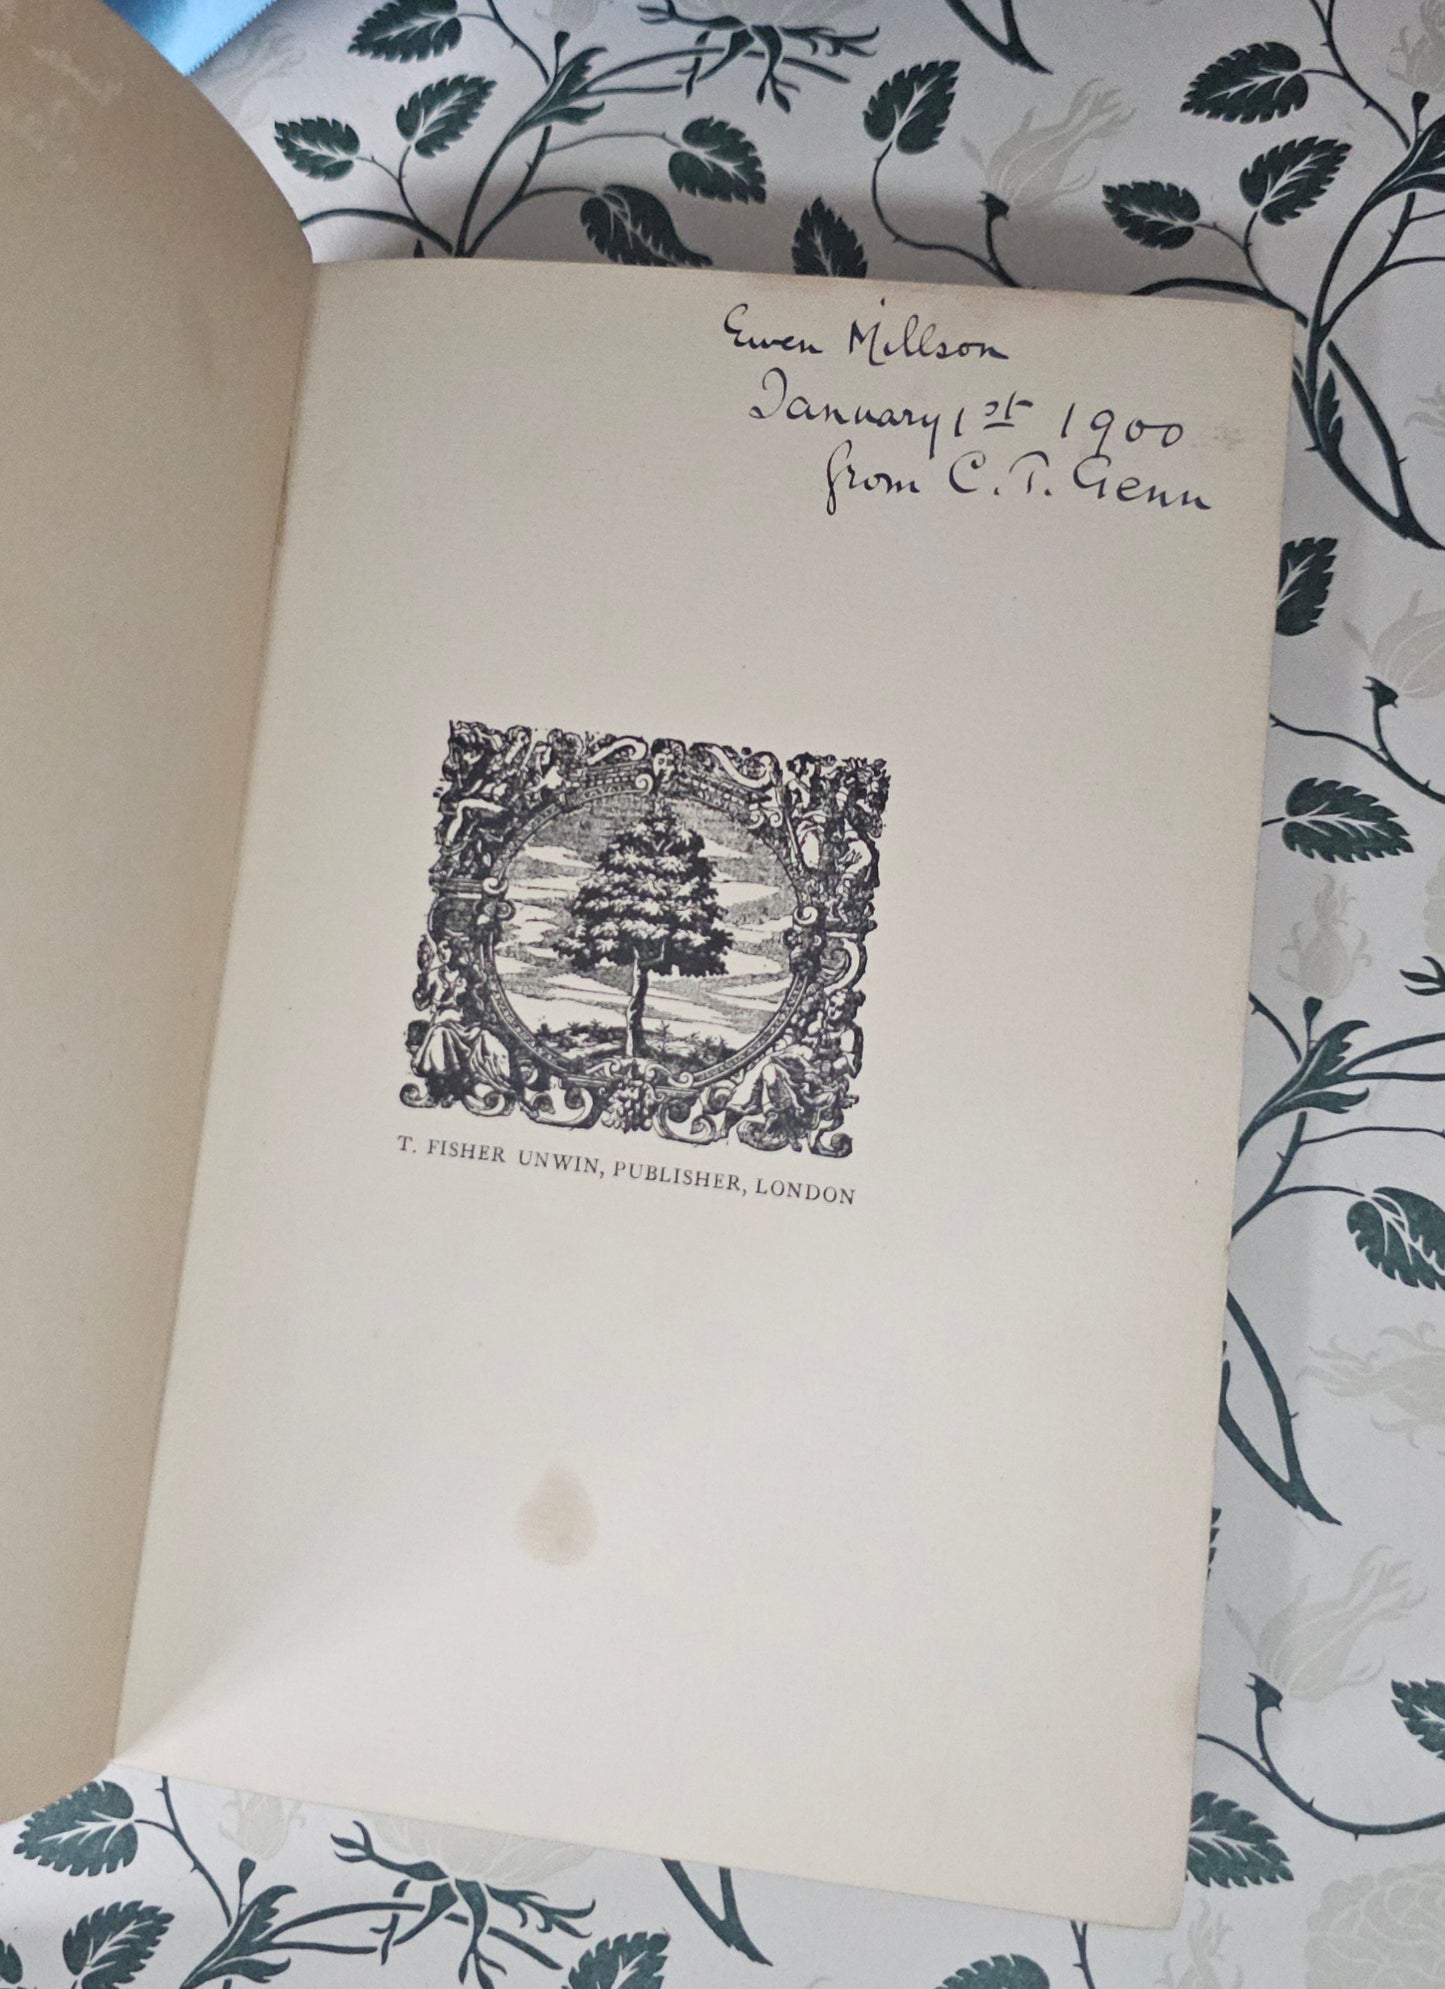 Ewen Millson
January 1st 1900
from C. T. Genn
T. FISHER UNWIN, PUBLISHER, LONDON